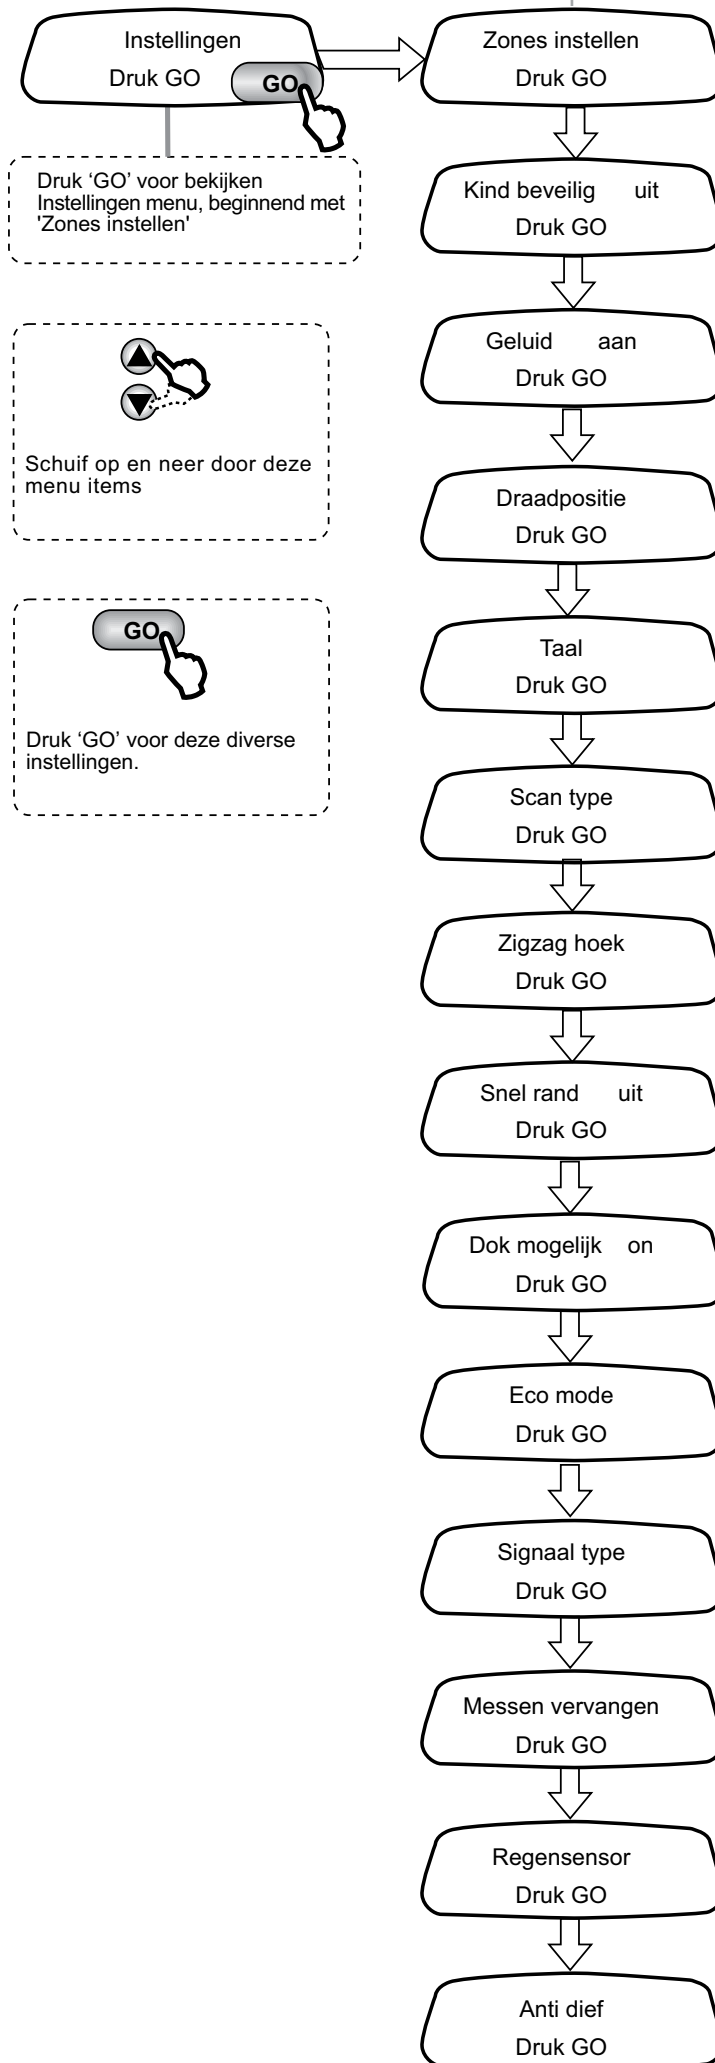 Instellingen
Druk GO
GO
Druk ‘GO’ voor bekijken
Instellingen menu, beginnend met
'Zones instellen'
Schuif op en neer door deze
menu items
GO
Druk ‘GO’ voor deze diverse
instellingen.
Zones instellen
Druk GO
Kind beveilig uit
Druk GO
Geluid aan
Druk GO
Draadpositie
Druk GO
Taal
Druk GO
Scan type
Druk GO
Zigzag hoek
Druk GO
Snel rand uit
Druk GO
Dok mogelijk on
Druk GO
Eco mode
Druk GO
Signaal type
Druk GO
Messen vervangen
Druk GO
Regensensor
Druk GO
Anti dief
Druk GO